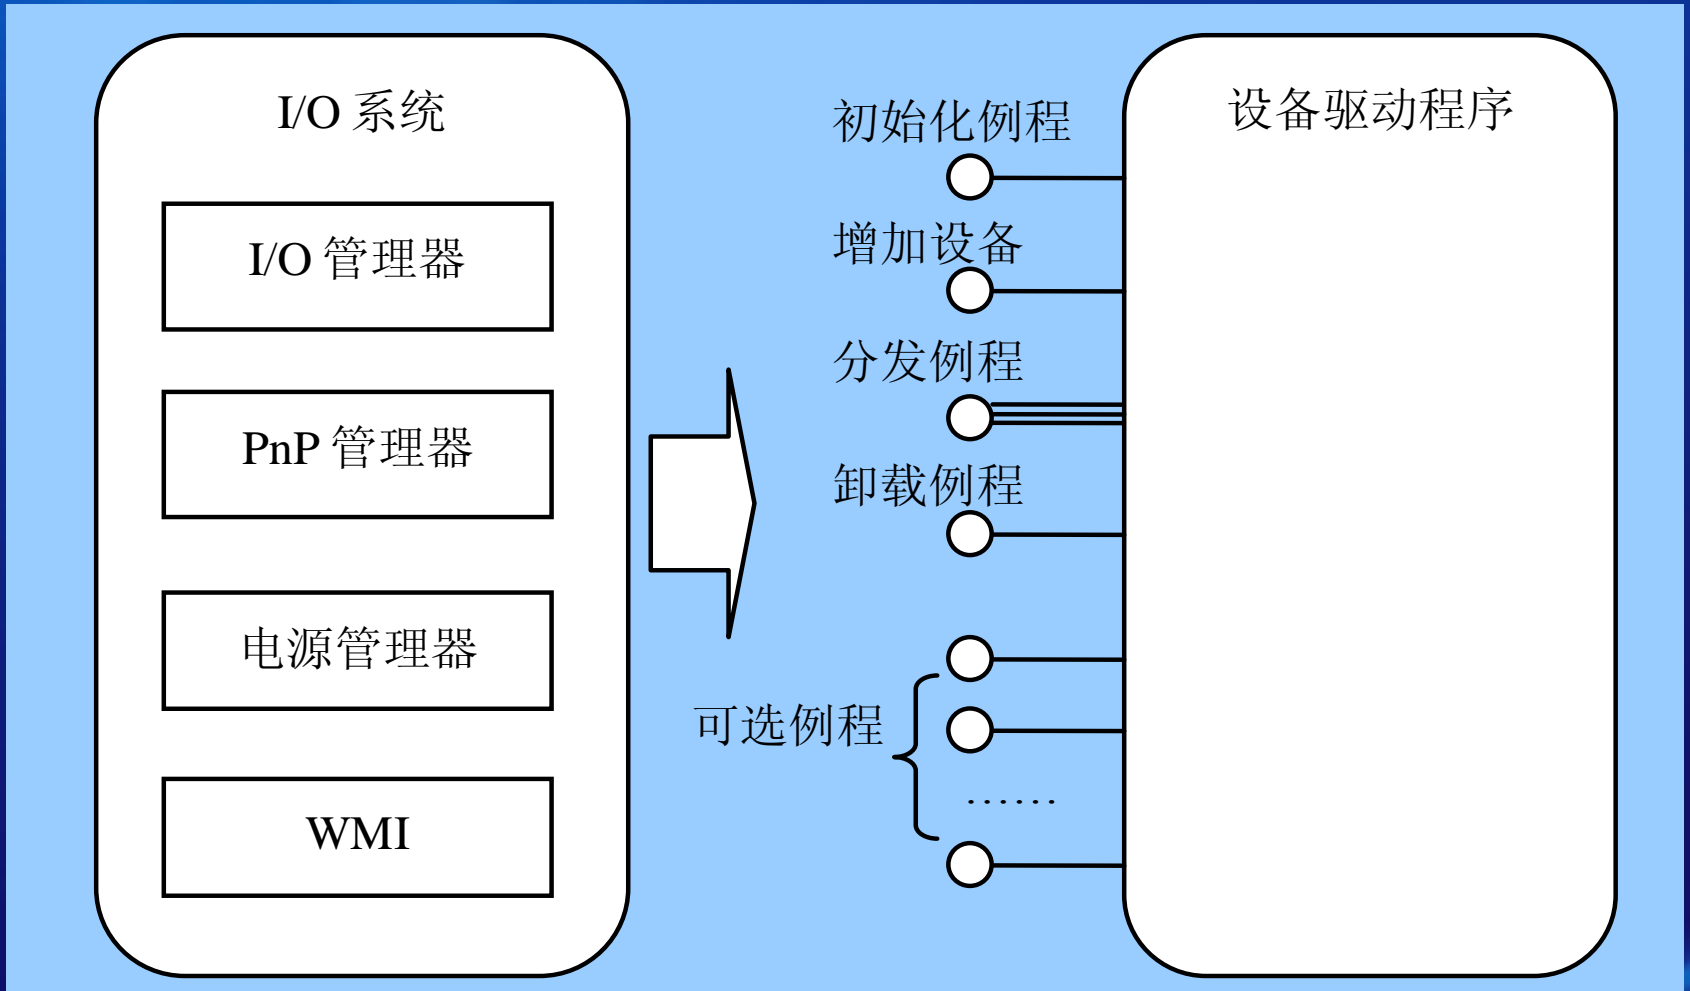 I/O 系统
I/O 管理器
PnP 管理器
电源管理器
WMI
初始化例程
增加设备
分发例程
卸载例程
可选例程
······
设备驱动程序